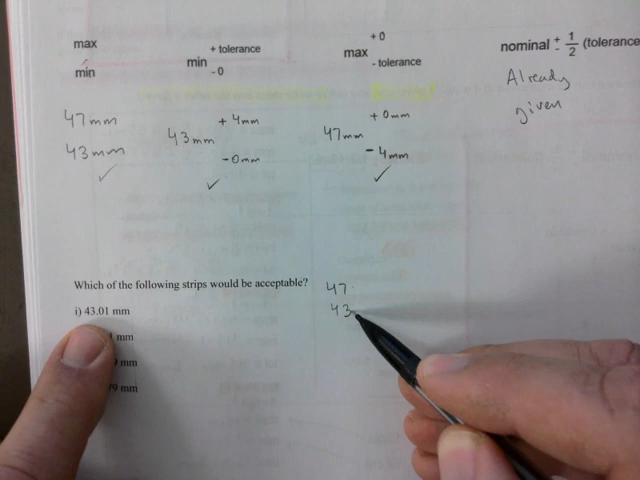 max
min
min + tolerance
- 0
max + 0
- tolerance
nominal ± 1/2 (tolerance
Already
given
47mm
43mm
43mm + 4mm
- 0mm
47mm + 0mm
- 4mm
Which of the following strips would be acceptable?
i) 43.01 mm
mm
mm
mm
47
43